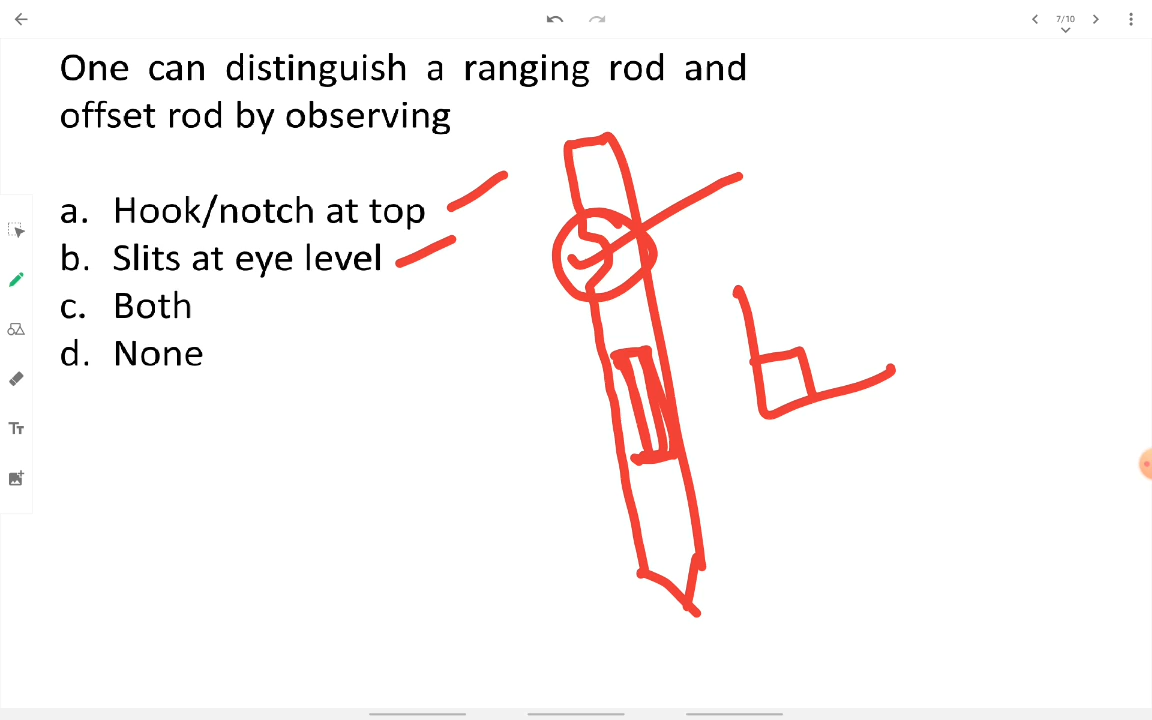 7/10
One can distinguish a ranging rod and
offset rod by observing
a. Hook/notch at top
b. Slits at eye level
c. Both
d. None
Tт